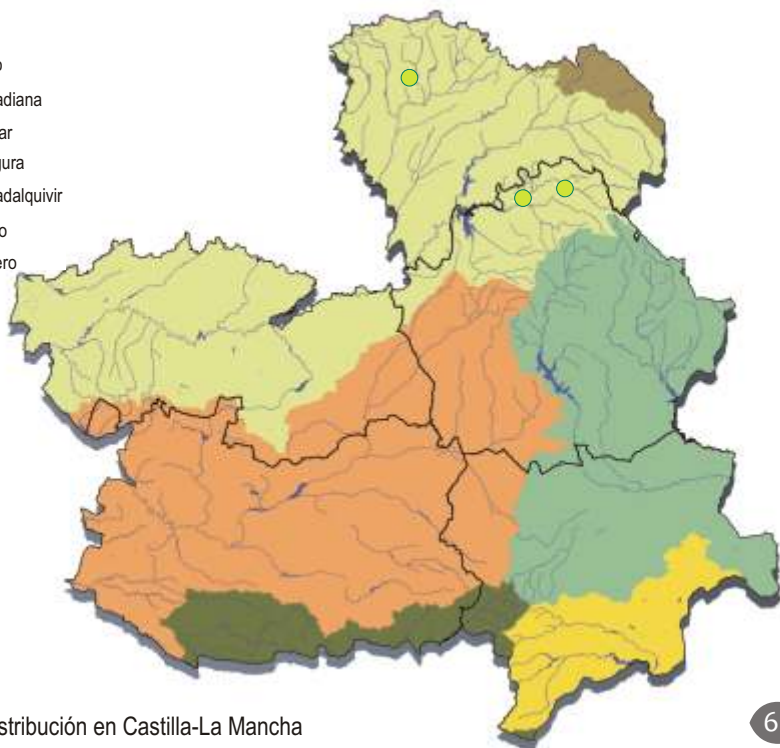 o
adiana
ar
gura
adalquivir
o
ero
stribución en Castilla-La Mancha
6